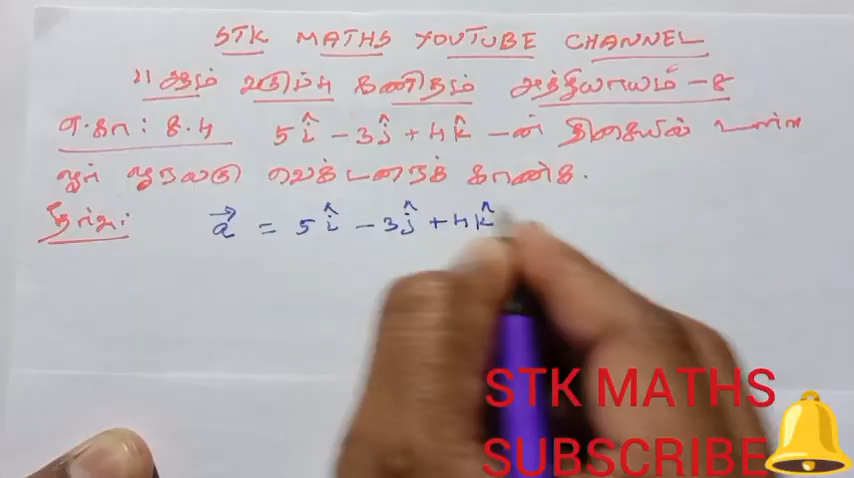 STK MATHS YOUTUBE CHANNEL
11 ஆம் வகுப்பு கணிதம் அத்தியாயம் - 8
எ.கா : 8.4 5î - 3ĵ + 4k̂ - ன் திசையில் உள்ள
ஓர் ஓரலகு வெக்டரைக் காண்க.
தீர்வு: a⃗ = 5î - 3ĵ + 4k̂
STK MATHS
SUBSCRIBE